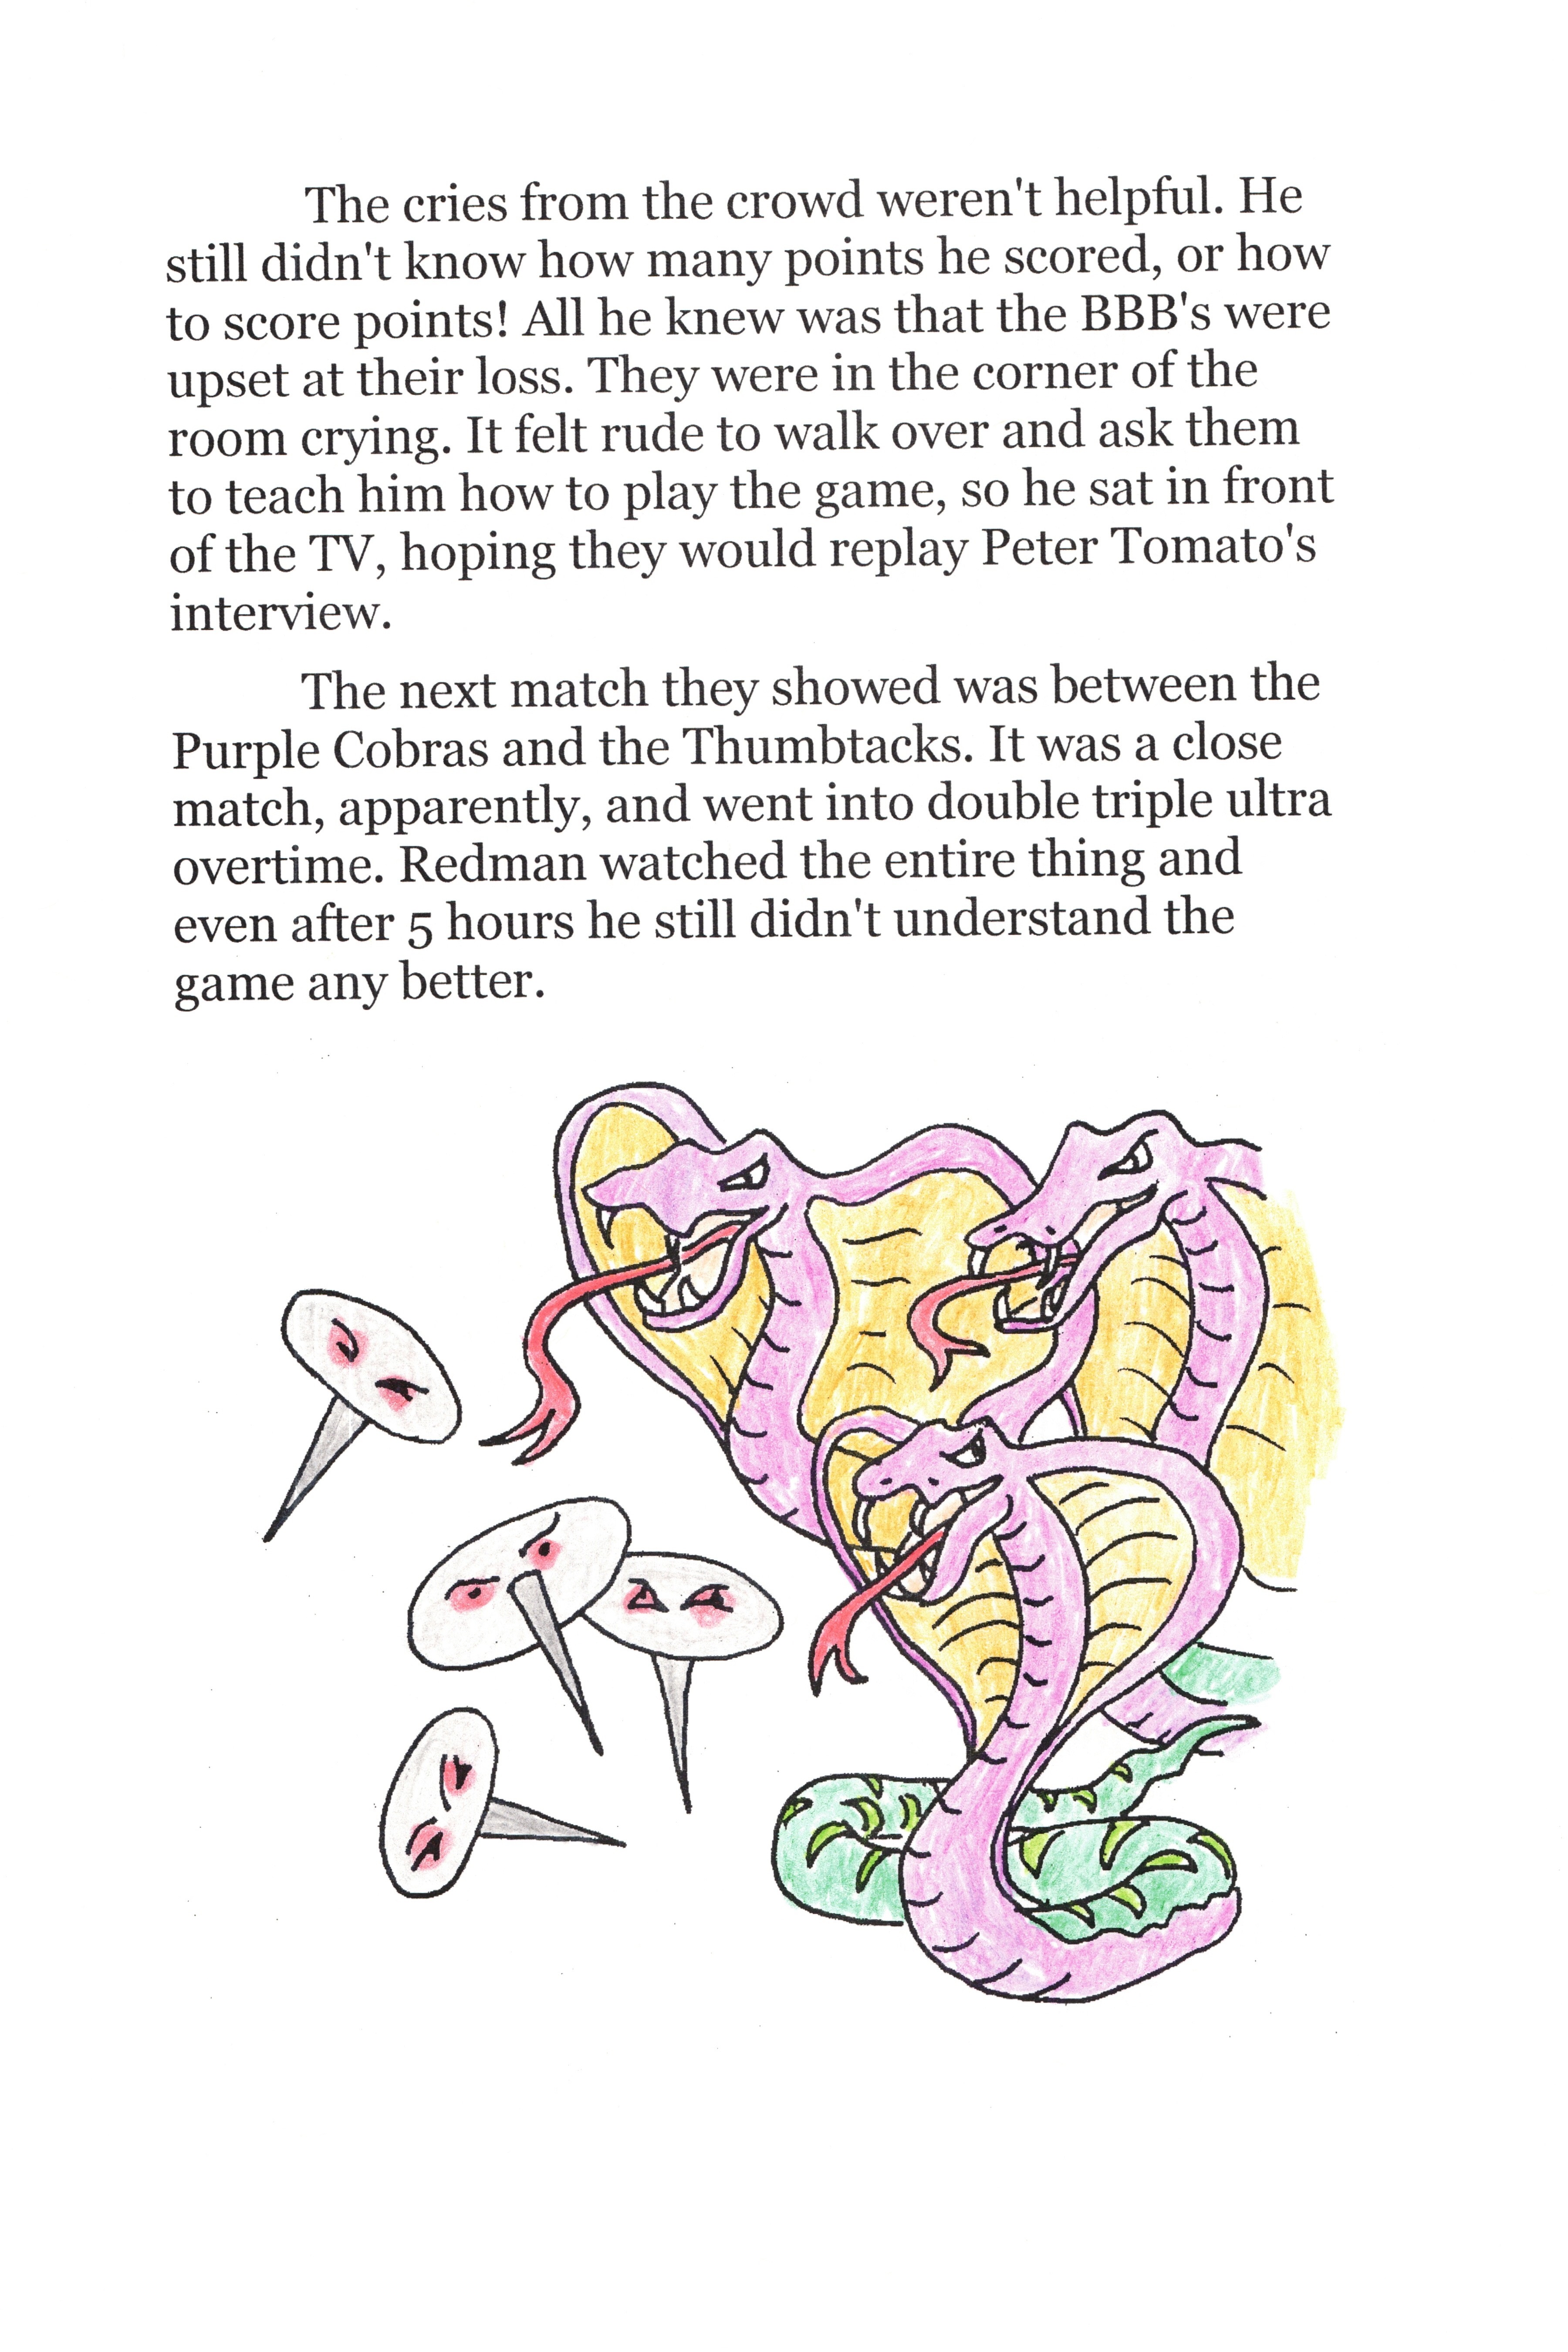 The cries from the crowd weren't helpful. He
still didn't know how many points he scored, or how
to score points! All he knew was that the BBB's were
upset at their loss. They were in the corner of the
room crying. It felt rude to walk over and ask them
to teach him how to play the game, so he sat in front
of the TV, hoping they would replay Peter Tomato's
interview.
The next match they showed was between the
Purple Cobras and the Thumbtacks. It was a close
match, apparently, and went into double triple ultra
overtime. Redman watched the entire thing and
even after 5 hours he still didn't understand the
game any better.